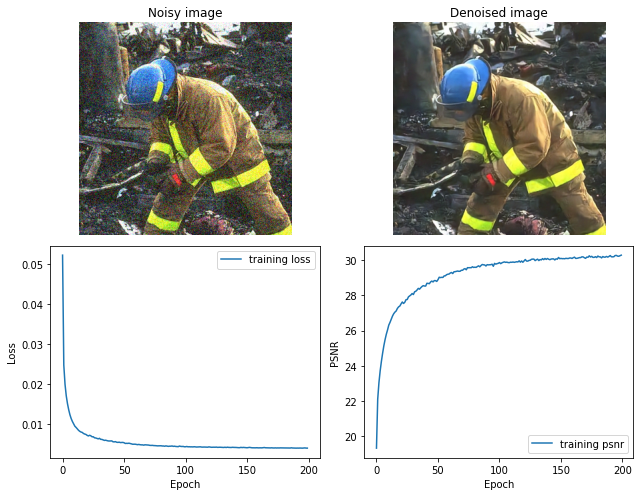 Noisy image
Denoised image
0.05
0.04
0.03
0.02
0.01
Loss
training loss
0
50
100
150
200
Epoch
30
28
26
24
22
20
PSNR
training psnr
0
50
100
150
200
Epoch